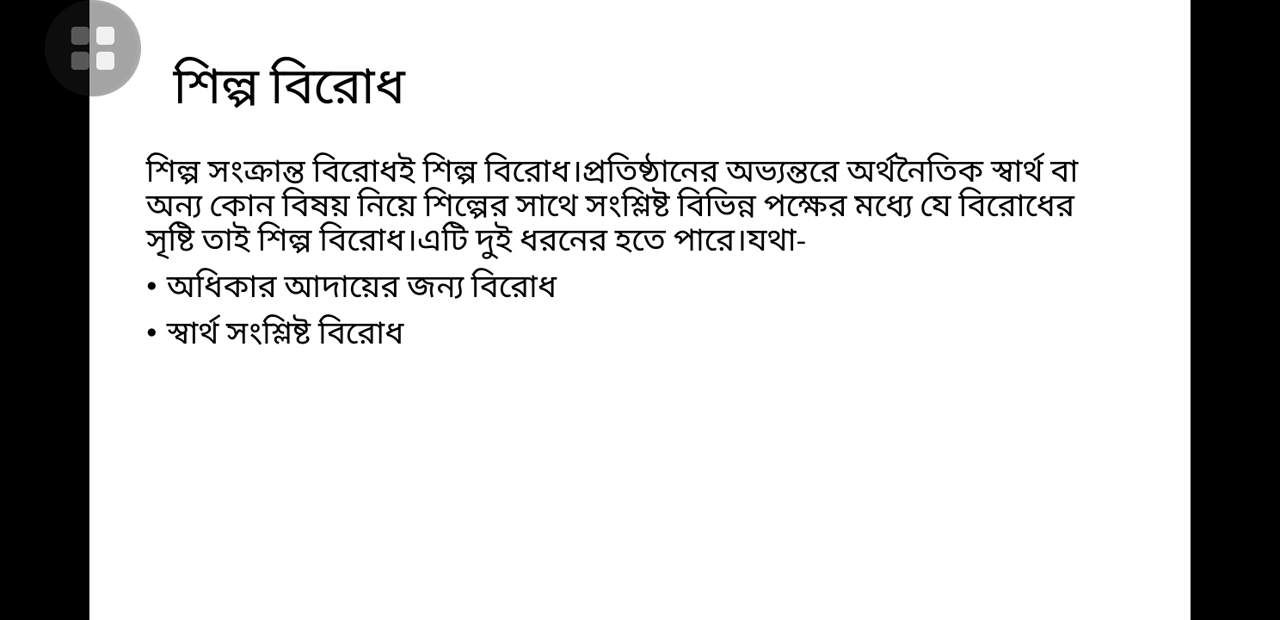 শিল্প বিরোধ
শিল্প সংক্রান্ত বিরোধই শিল্প বিরোধ।প্রতিষ্ঠানের অভ্যন্তরে অর্থনৈতিক স্বার্থ বা
অন্য কোন বিষয় নিয়ে শিল্পের সাথে সংশ্লিষ্ট বিভিন্ন পক্ষের মধ্যে যে বিরোধের
সৃষ্টি তাই শিল্প বিরোধ।এটি দুই ধরনের হতে পারে।যথা-
• অধিকার আদায়ের জন্য বিরোধ
• স্বার্থ সংশ্লিষ্ট বিরোধ